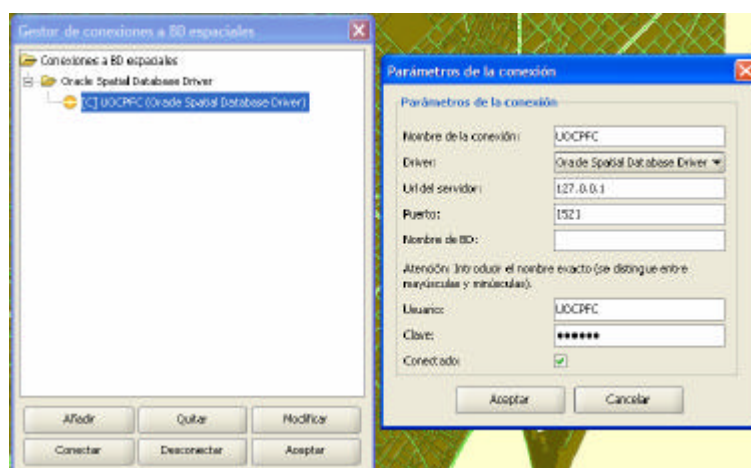 Gestor de conexiones a BD espaciales
Conexiones a BD espaciales
Oracle Spatial Database Driver
[C] UOCPFC (Oracle Spatial Database Driver)
Añadir
Quitar
Modificar
Conectar
Desconectar
Aceptar
Parámetros de la conexión
Parámetros de la conexión
Nombre de la conexión: UOCPFC
Driver: Oracle Spatial Database Driver
Url del servidor: 127.0.0.1
Puerto: 1521
Nombre de BD:
Atención: Introducir el nombre exacto (se distingue entre
mayúsculas y minúsculas).
Usuario: UOCPFC
Clave: ••••••
Conectado:
Aceptar
Cancelar